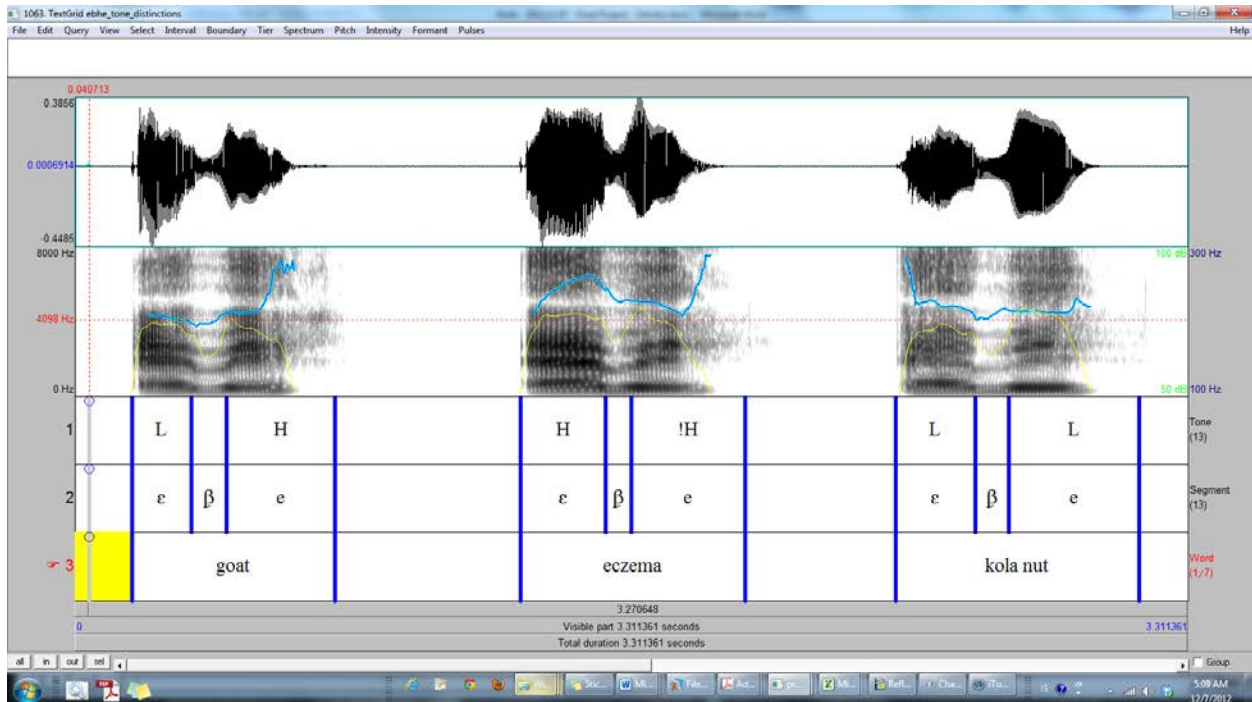 1063. TextGrid ebhe_tone_distinctions
File Edit Query View Select Interval Boundary Tier Spectrum Pitch Intensity Formant Pulses Help
0.040713
0.3856
0.0006914
-0.4485
8000 Hz 100 dB 300 Hz
4098 Hz
0 Hz 50 dB 100 Hz
1 L H H !H L L Tone (13)
2 ɛ β e ɛ β e ɛ β e Segment (13)
3 goat eczema kola nut Word (1/7)
3.270648
0 Visible part 3.311361 seconds 3.311361
Total duration 3.311361 seconds
all in out sel Group
5:09 AM
12/7/2012